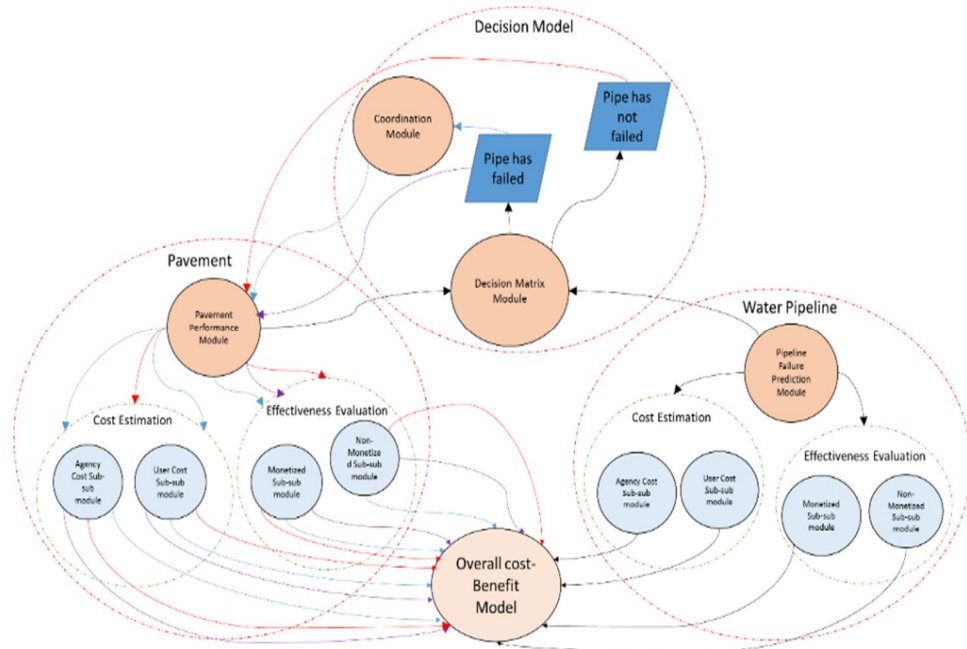 Decision Model
Coordination
Module
Pipe has
not
failed
Pipe has
failed
Decision Matrix
Module
Pavement
Pavement
Performance
Module
Cost Estimation
Agency
Cost Sub-
sub
module
User Cost
Sub-sub
module
Effectiveness Evaluation
Monetized
Sub-sub
module
Non-
Monetize
d Sub-sub
module
Water Pipeline
Pipeline
Failure
Prediction
Module
Cost Estimation
Agency Cost
Sub-sub
module
User Cost
Sub-sub
module
Effectiveness Evaluation
Monetized
Sub-sub
module
Non-
Monetized
Sub-sub
module
Overall cost-
Benefit
Model